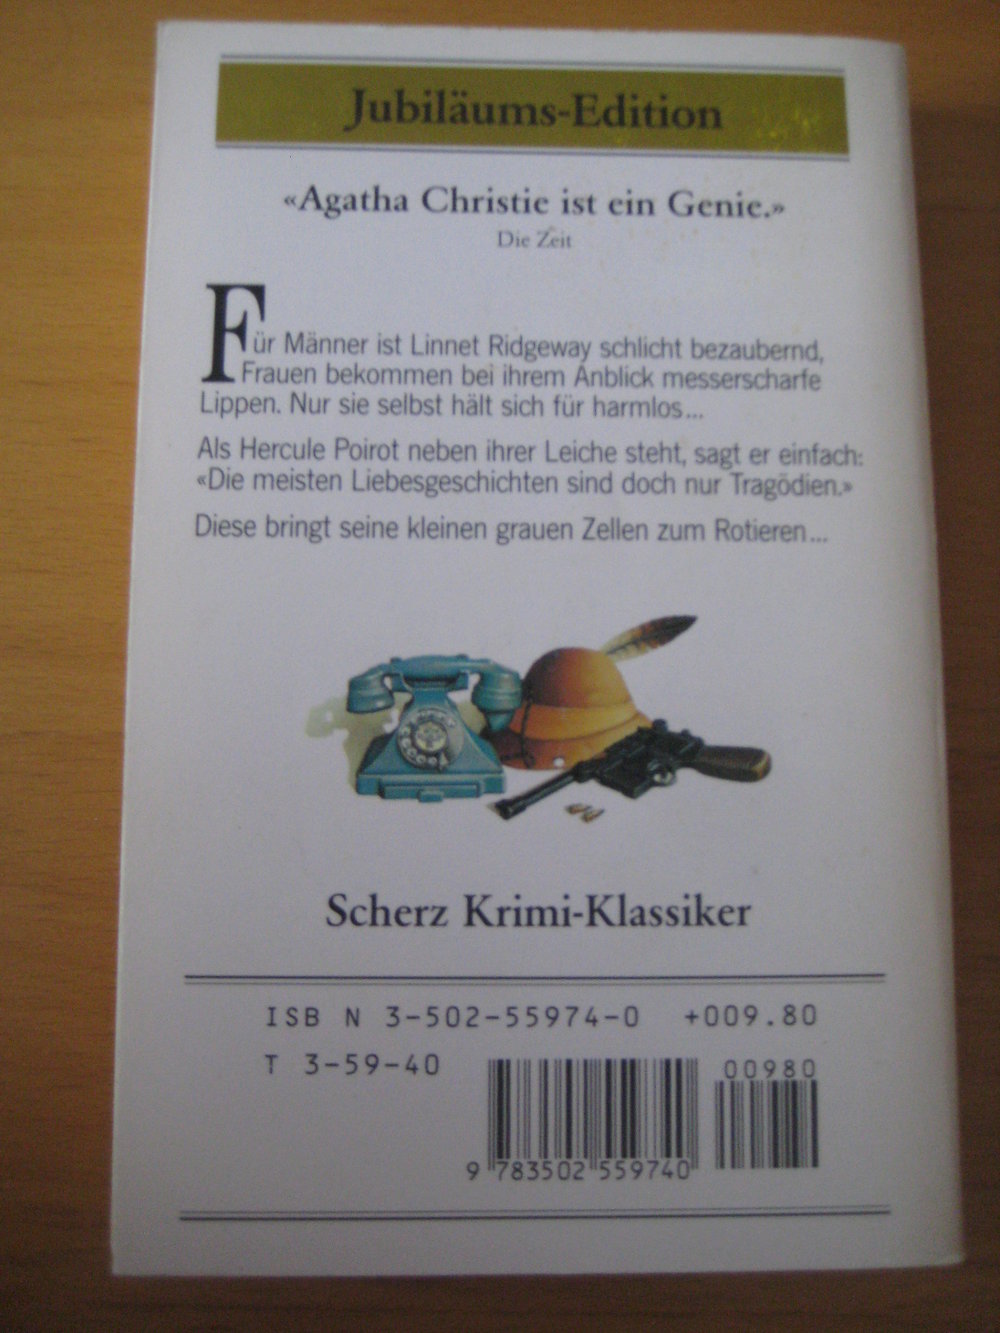 Jubiläums-Edition
«Agatha Christie ist ein Genie.»
Die Zeit
Für Männer ist Linnet Ridgeway schlicht bezaubernd,
Frauen bekommen bei ihrem Anblick messerscharfe
Lippen. Nur sie selbst hält sich für harmlos...
Als Hercule Poirot neben ihrer Leiche steht, sagt er einfach:
«Die meisten Liebesgeschichten sind doch nur Tragödien.»
Diese bringt seine kleinen grauen Zellen zum Rotieren...
Scherz Krimi-Klassiker
ISB N 3-502-55974-0 +009.80
T 3-59-40
00980
9 783502 559740